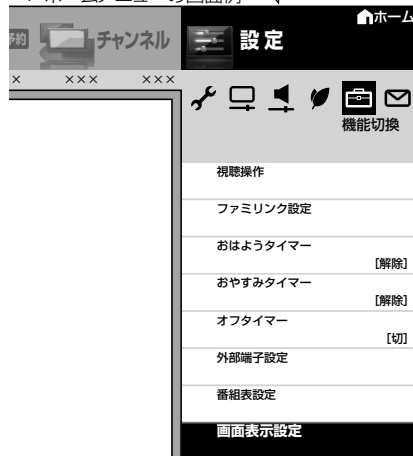 ホーム
予約 チャンネル 設定
× ××× ×××
機能切換
視聴操作
ファミリンク設定
おはようタイマー
［解除］
おやすみタイマー
［解除］
オフタイマー
［切］
外部端子設定
番組表設定
画面表示設定